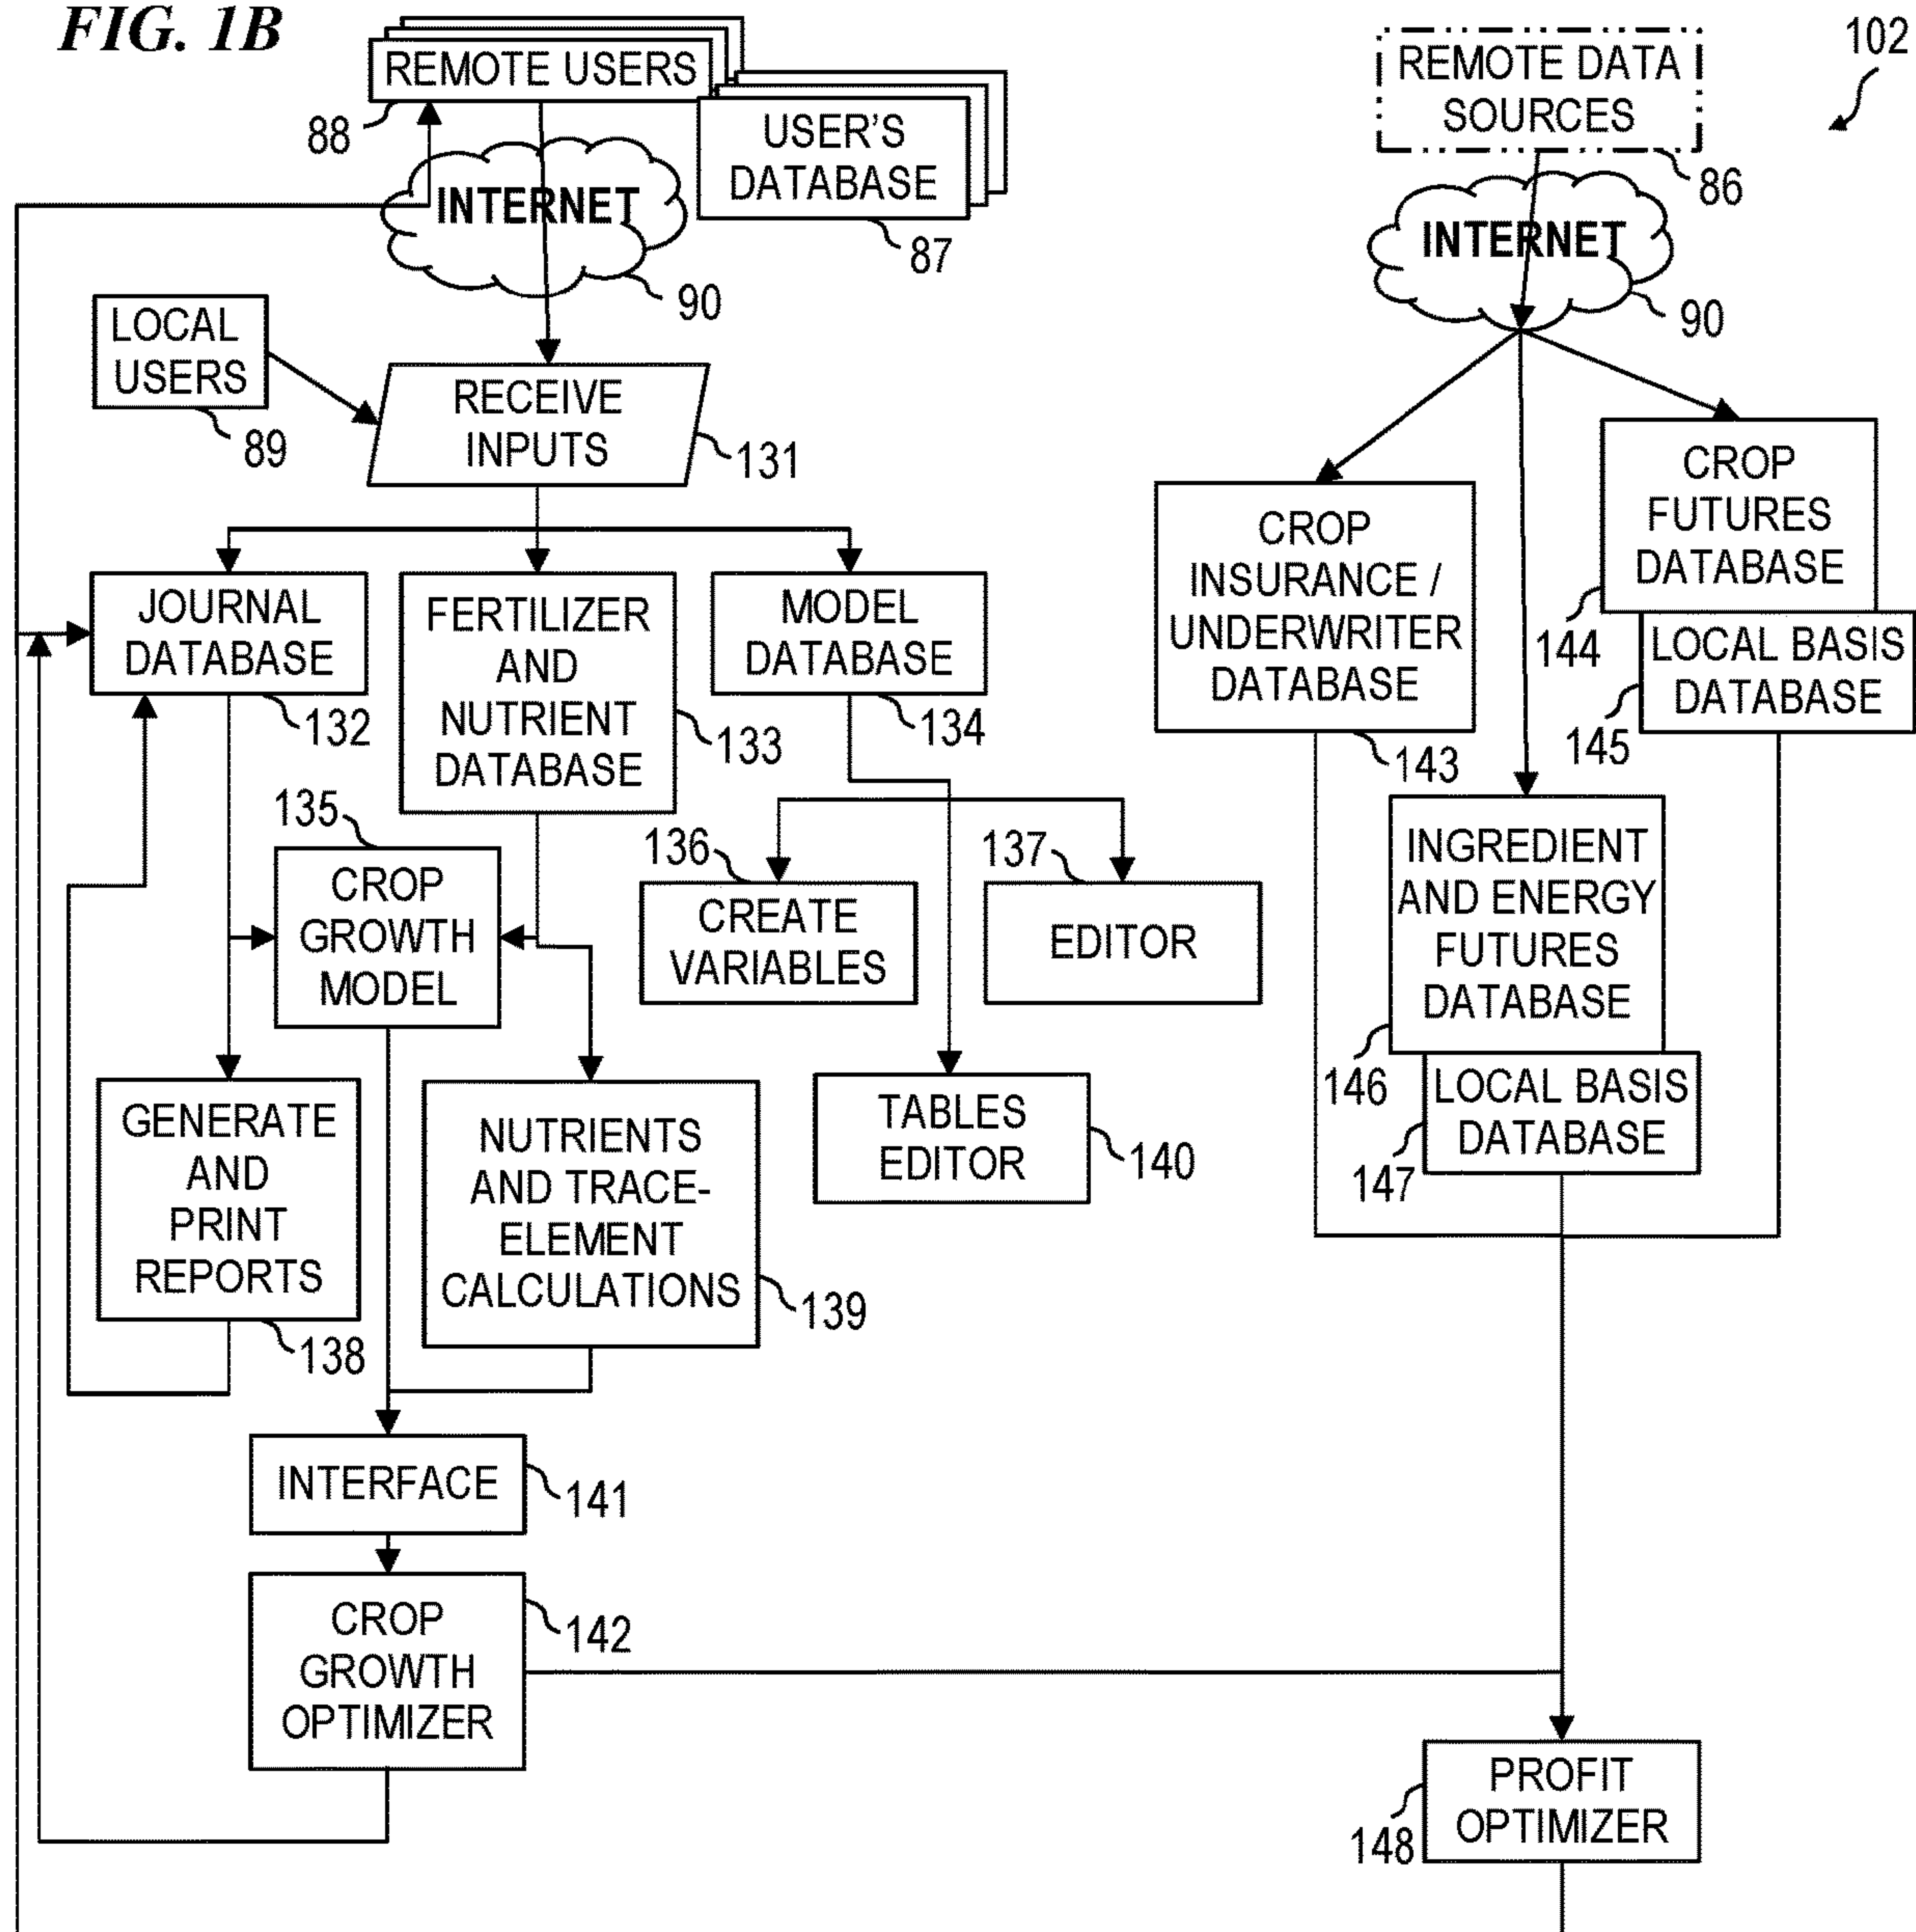 FIG. 1B
REMOTE USERS
88
USER'S
DATABASE
87
INTERNET
90
REMOTE DATA
SOURCES
86
102
INTERNET
90
LOCAL
USERS
89
RECEIVE
INPUTS
131
JOURNAL
DATABASE
132
FERTILIZER
AND
NUTRIENT
DATABASE
133
MODEL
DATABASE
134
CROP
INSURANCE /
UNDERWRITER
DATABASE
143
CROP
FUTURES
DATABASE
144
LOCAL BASIS
DATABASE
145
135
CROP
GROWTH
MODEL
136
CREATE
VARIABLES
137
EDITOR
INGREDIENT
AND ENERGY
FUTURES
DATABASE
146
LOCAL BASIS
DATABASE
147
GENERATE
AND
PRINT
REPORTS
138
NUTRIENTS
AND TRACE-
ELEMENT
CALCULATIONS
139
TABLES
EDITOR
140
INTERFACE
141
CROP
GROWTH
OPTIMIZER
142
PROFIT
OPTIMIZER
148